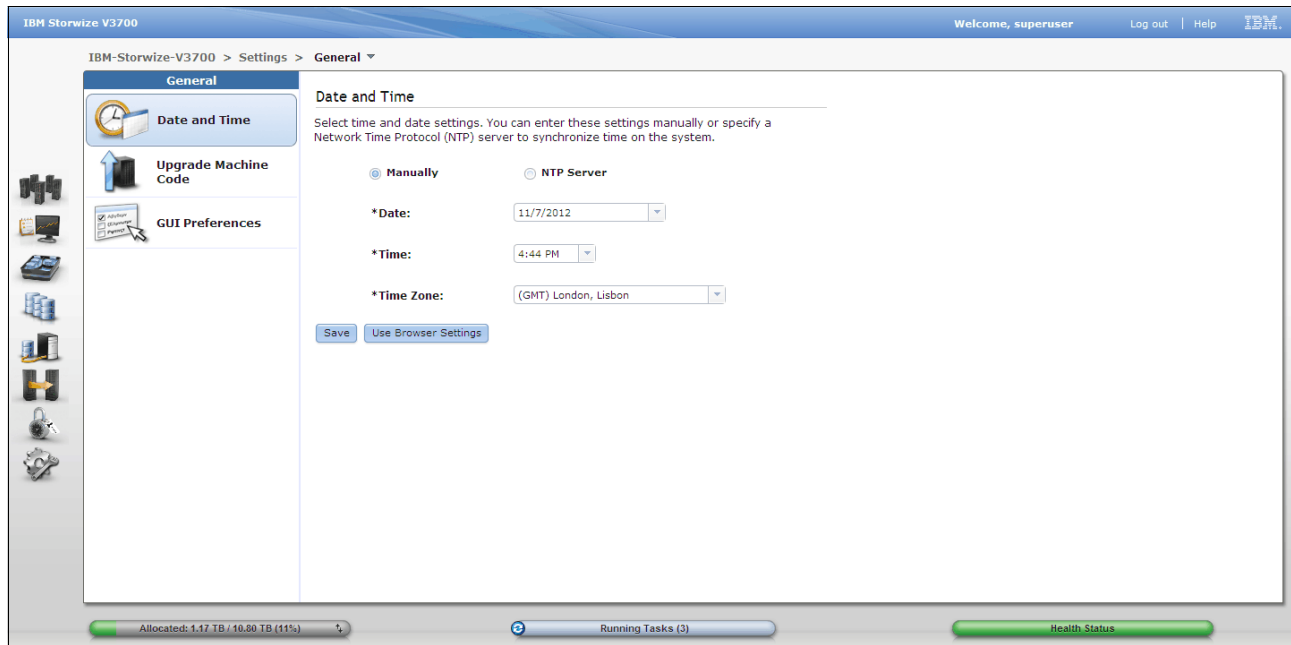 IBM Storwize V3700
Welcome, superuser
Log out | Help
IBM.
IBM-Storwize-V3700 > Settings > General
General
Date and Time
Upgrade Machine
Code
GUI Preferences
Date and Time
Select time and date settings. You can enter these settings manually or specify a
Network Time Protocol (NTP) server to synchronize time on the system.
Manually
NTP Server
*Date:
11/7/2012
*Time:
4:44 PM
*Time Zone:
(GMT) London, Lisbon
Save
Use Browser Settings
Allocated: 1.17 TB / 10.80 TB (11%)
Running Tasks (3)
Health Status